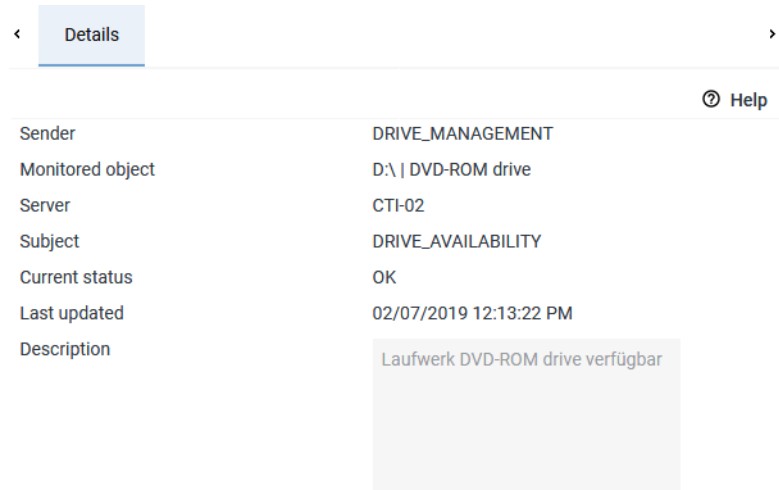 Details
Help
Sender DRIVE_MANAGEMENT
Monitored object D:\ | DVD-ROM drive
Server CTI-02
Subject DRIVE_AVAILABILITY
Current status OK
Last updated 02/07/2019 12:13:22 PM
Description Laufwerk DVD-ROM drive verfügbar